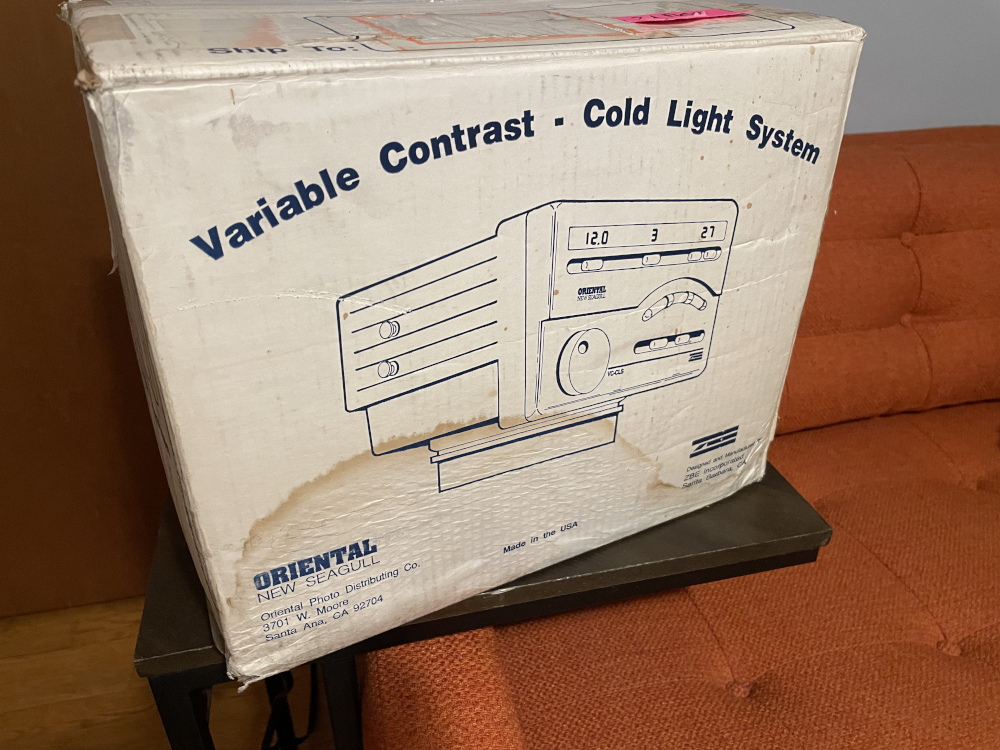 Ship To:
Variable Contrast - Cold Light System
12.0 3 27
ORIENTAL
NEW SEAGULL
VC-CLS
ZBE
Designed and Manufactured
ZBE Incorporated
Santa Barbara, CA
Made in the USA
ORIENTAL
NEW SEAGULL
Oriental Photo Distributing Co.
3701 W. Moore
Santa Ana, CA 92704